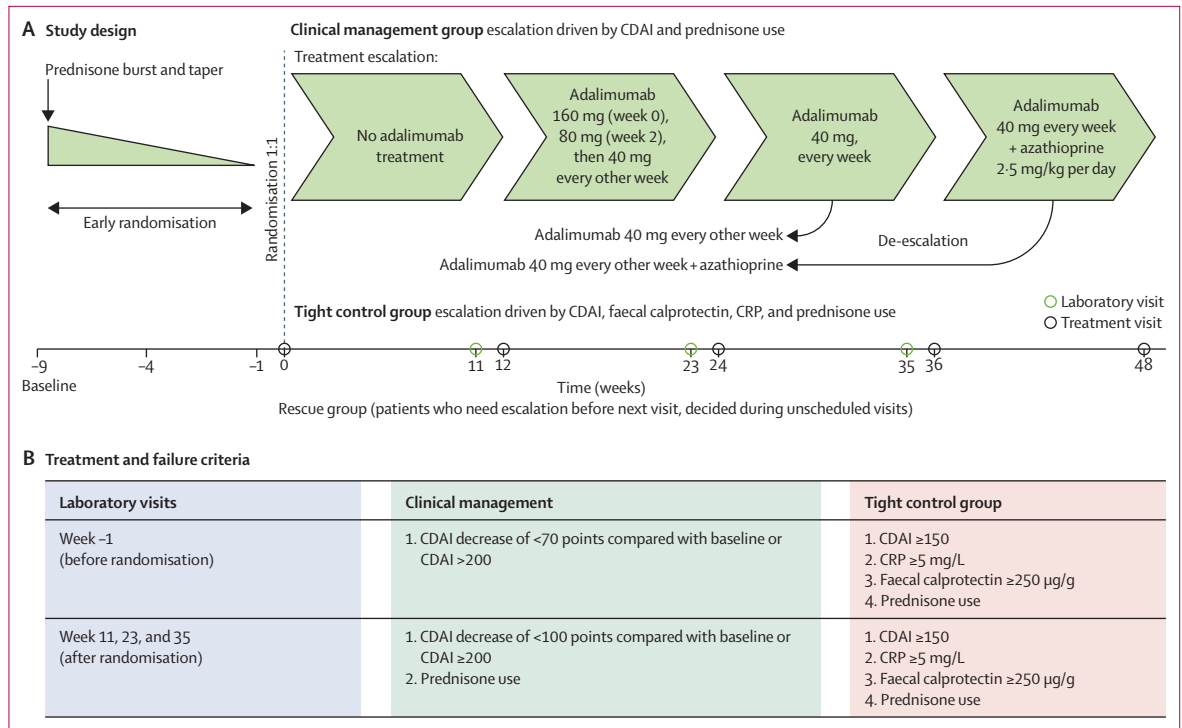 A Study design
Clinical management group escalation driven by CDAI and prednisone use
Treatment escalation:
Prednisone burst and taper
Early randomisation
Randomisation 1:1
No adalimumab
treatment
Adalimumab
160 mg (week 0),
80 mg (week 2),
then 40 mg
every other week
Adalimumab
40 mg,
every week
Adalimumab
40 mg every week
+ azathioprine
2·5 mg/kg per day
Adalimumab 40 mg every other week
De-escalation
Adalimumab 40 mg every other week + azathioprine
Tight control group escalation driven by CDAI, faecal calprotectin, CRP, and prednisone use
Laboratory visit
Treatment visit
–9 –4 –1 0 11 12 23 24 35 36 48
Baseline
Time (weeks)
Rescue group (patients who need escalation before next visit, decided during unscheduled visits)
B Treatment and failure criteria
Laboratory visits Clinical management Tight control group
Week –1
(before randomisation)
1. CDAI decrease of <70 points compared with baseline or
CDAI >200
1. CDAI ≥150
2. CRP ≥5 mg/L
3. Faecal calprotectin ≥250 μg/g
4. Prednisone use
Week 11, 23, and 35
(after randomisation)
1. CDAI decrease of <100 points compared with baseline or
CDAI ≥200
2. Prednisone use
1. CDAI ≥150
2. CRP ≥5 mg/L
3. Faecal calprotectin ≥250 μg/g
4. Prednisone use